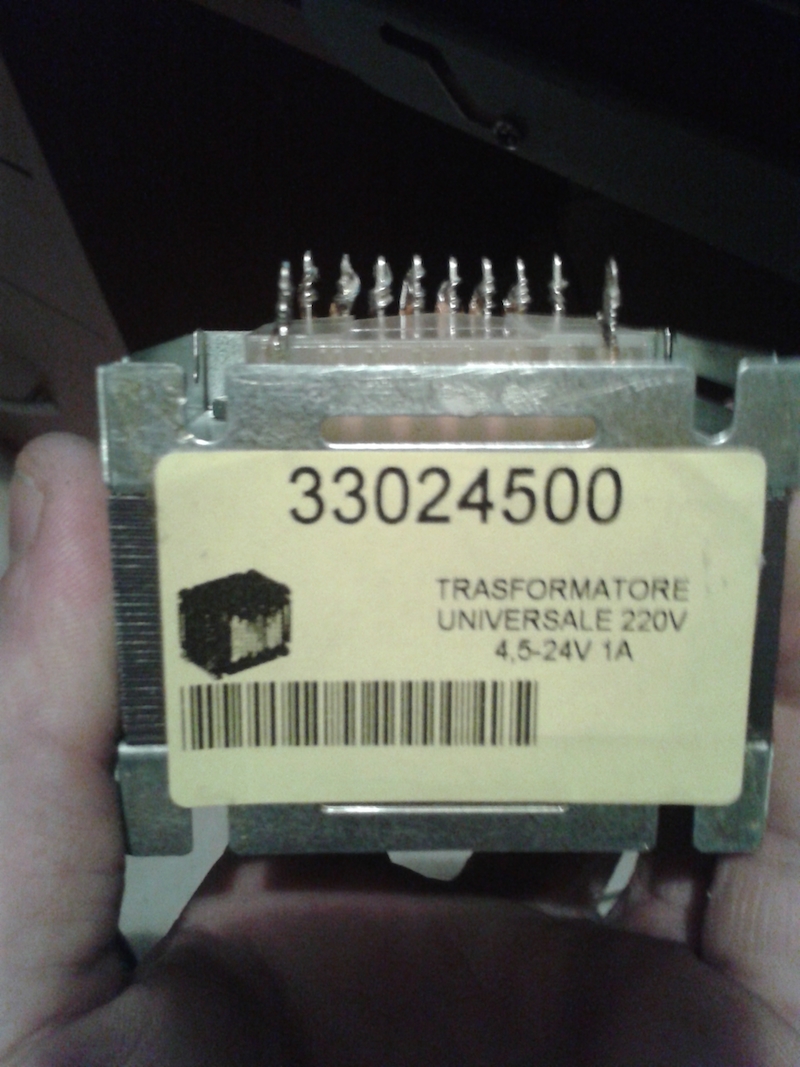 33024500
TRASFORMATORE
UNIVERSALE 220V
4,5-24V 1A